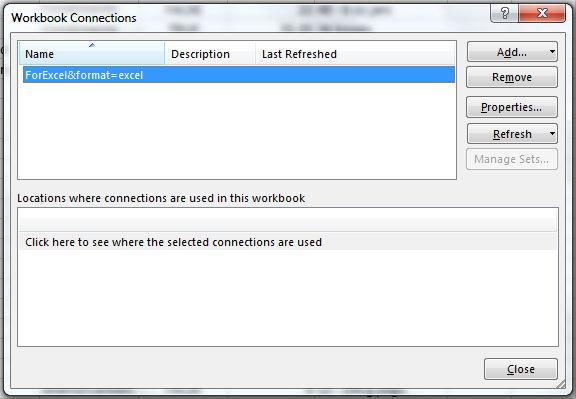 Workbook Connections
Name Description Last Refreshed
ForExcel&format=excel
Add...
Remove
Properties...
Refresh
Manage Sets...
Locations where connections are used in this workbook
Click here to see where the selected connections are used
Close